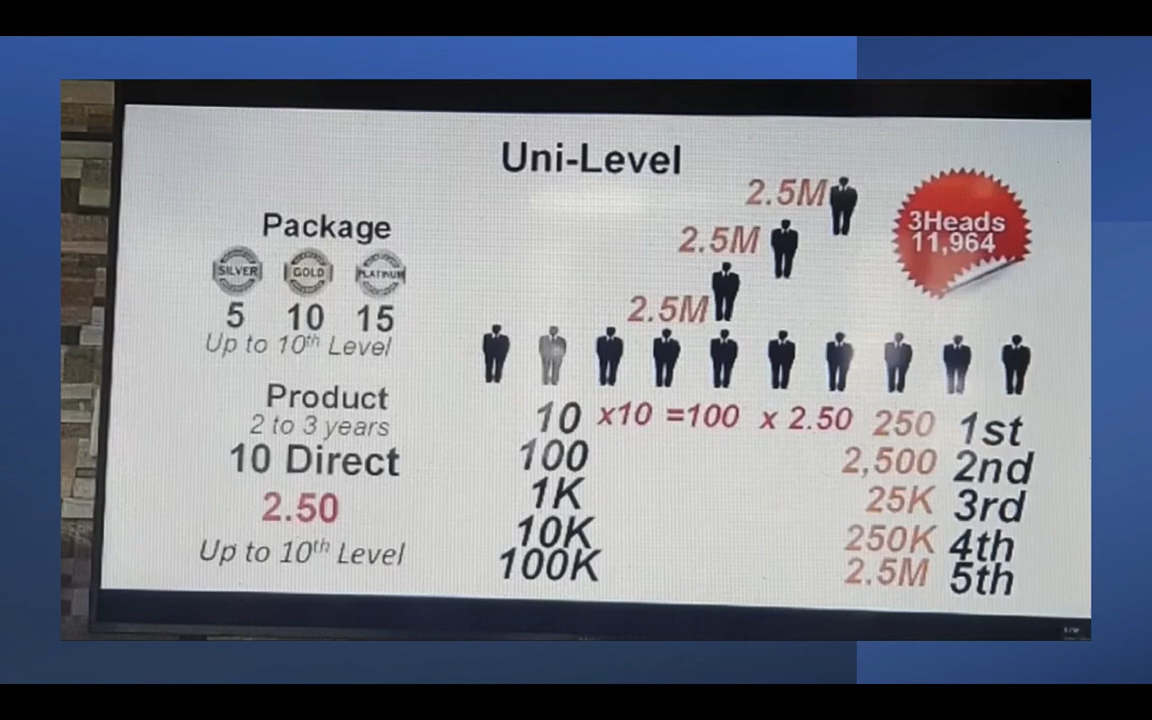 Uni-Level
Package
SILVER GOLD PLATINUM
5 10 15
Up to 10th Level
Product
2 to 3 years
10 Direct
2.50
Up to 10th Level
2.5M
2.5M
2.5M
3Heads
11,964
10 x10 =100 x 2.50 250 1st
100 2,500 2nd
1K 25K 3rd
10K 250K 4th
100K 2.5M 5th